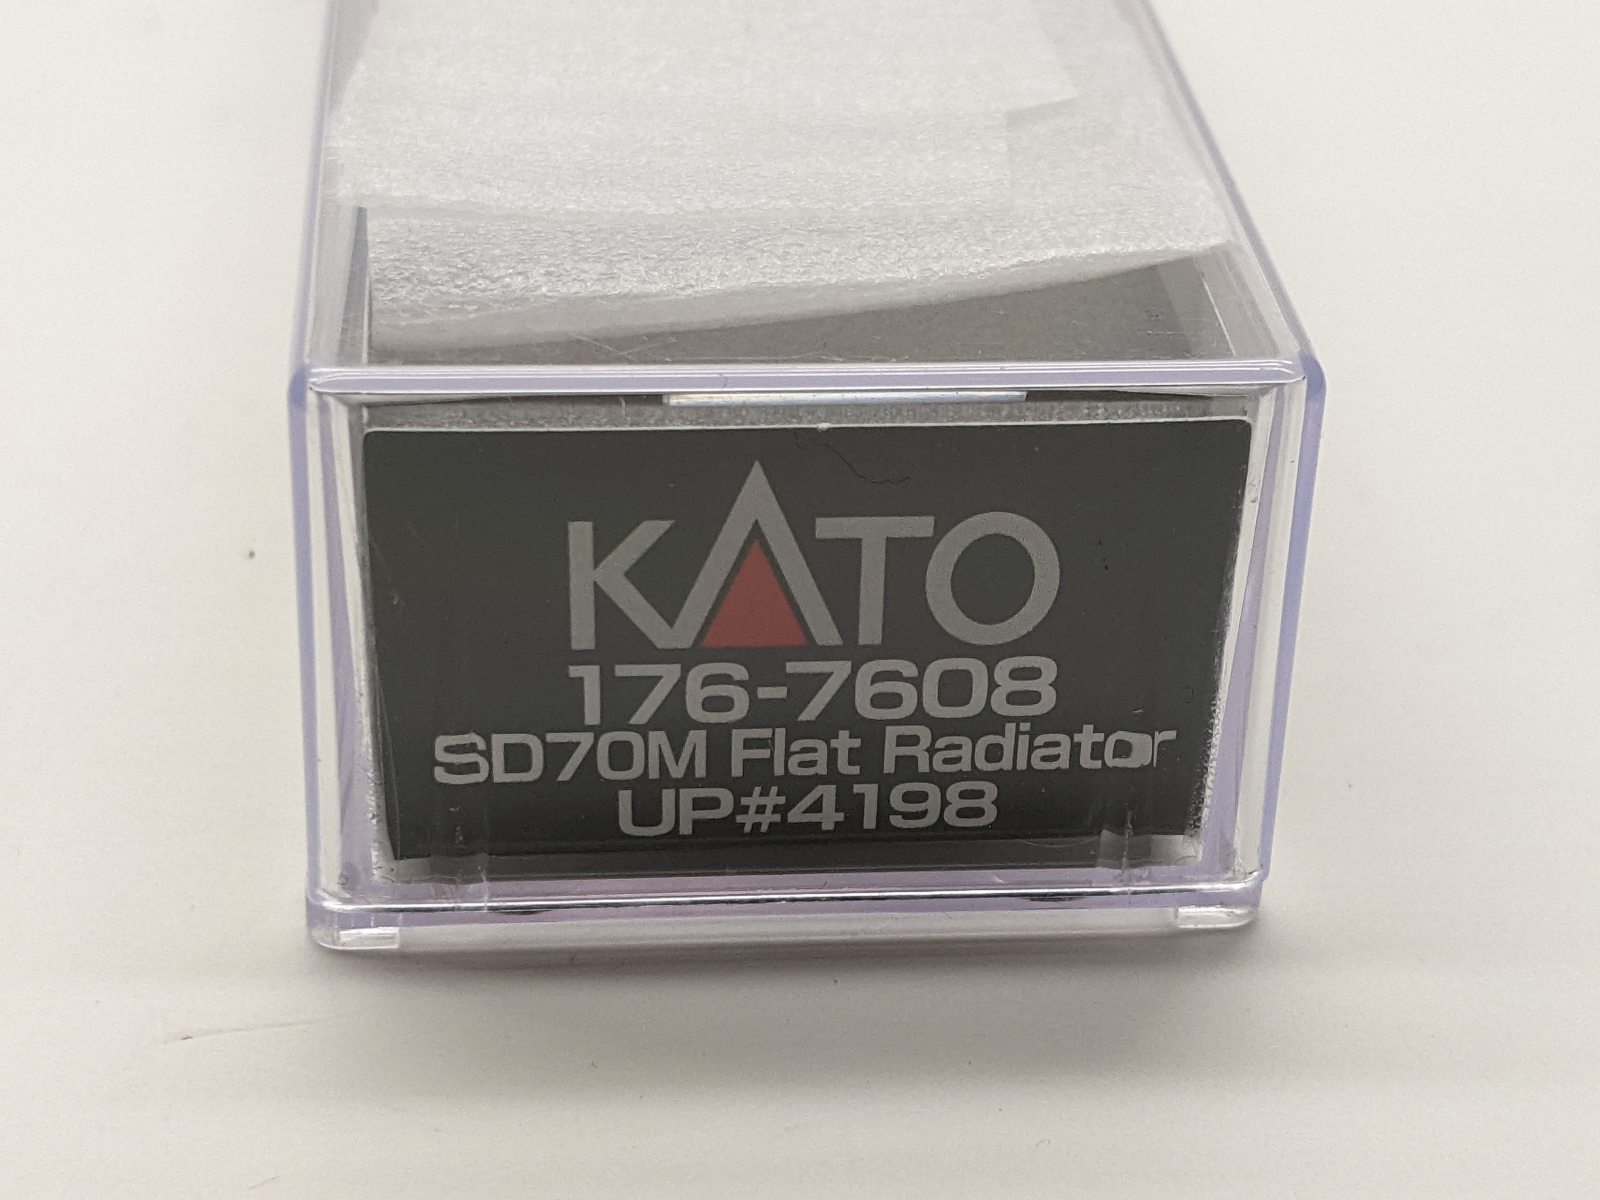 KATO
176-7608
SD70M Flat Radiator
UP#4198